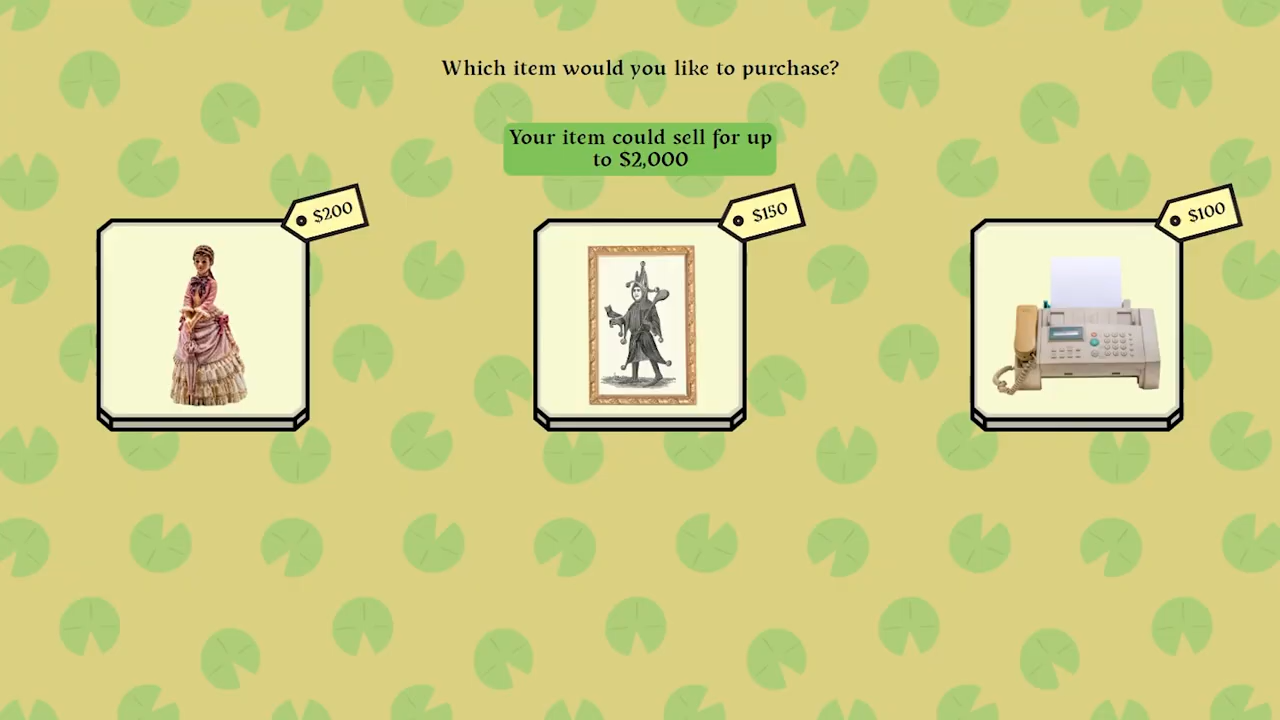 Which item would you like to purchase?
Your item could sell for up
to $2,000
$200
$150
$100